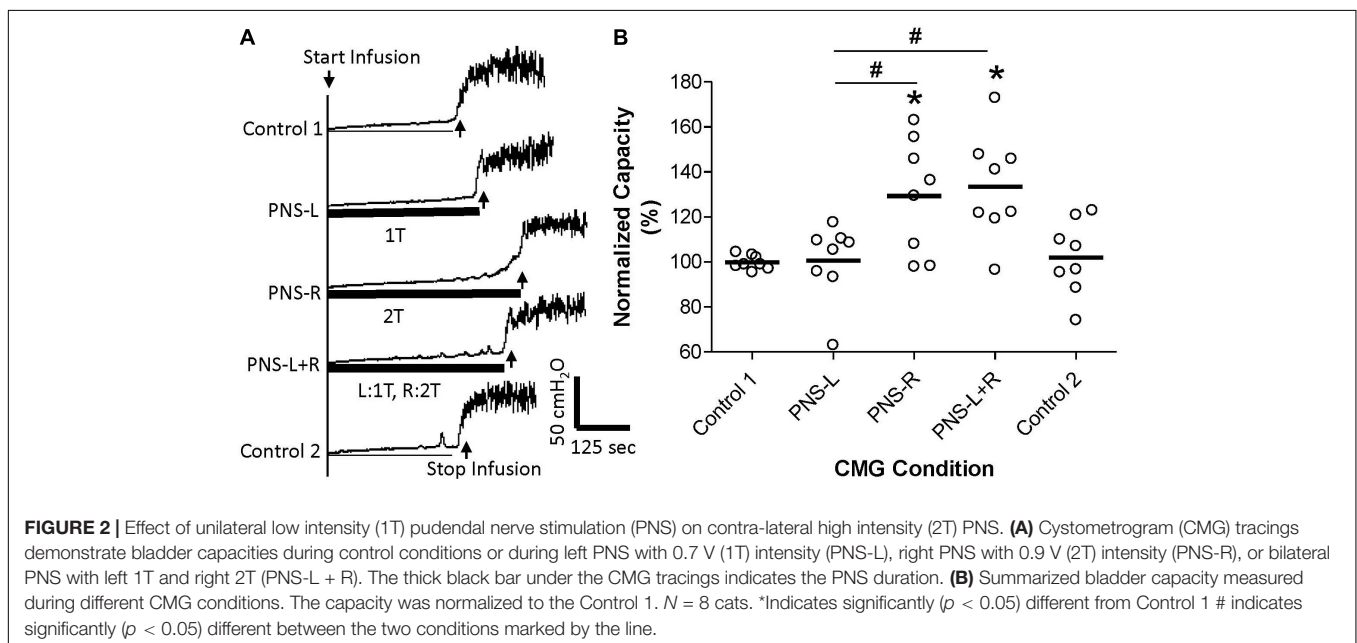 A
Start Infusion
Control 1
PNS-L
1T
PNS-R
2T
PNS-L+R
L:1T, R:2T
Control 2
Stop Infusion
50 cmH2O
125 sec
B
#
#
*
*
Normalized Capacity
(%)
180
160
140
120
100
80
60
Control 1
PNS-L
PNS-R
PNS-L+R
Control 2
CMG Condition
FIGURE 2 | Effect of unilateral low intensity (1T) pudendal nerve stimulation (PNS) on contra-lateral high intensity (2T) PNS. (A) Cystometrogram (CMG) tracings
demonstrate bladder capacities during control conditions or during left PNS with 0.7 V (1T) intensity (PNS-L), right PNS with 0.9 V (2T) intensity (PNS-R), or bilateral
PNS with left 1T and right 2T (PNS-L + R). The thick black bar under the CMG tracings indicates the PNS duration. (B) Summarized bladder capacity measured
during different CMG conditions. The capacity was normalized to the Control 1. N = 8 cats. *Indicates significantly (p < 0.05) different from Control 1 # indicates
significantly (p < 0.05) different between the two conditions marked by the line.